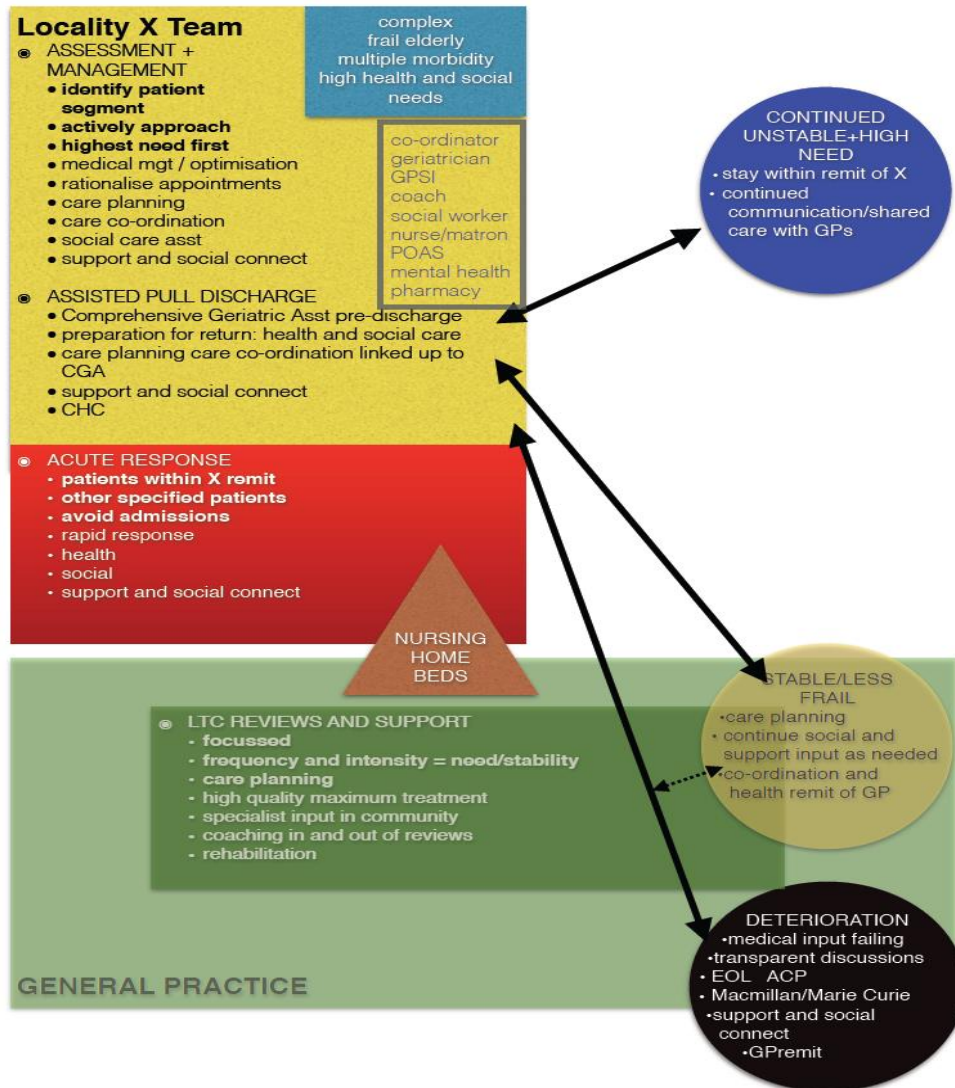 Locality X Team
◉ ASSESSMENT +
MANAGEMENT
• identify patient
segment
• actively approach
• highest need first
• medical mgt / optimisation
• rationalise appointments
• care planning
• care co-ordination
• social care asst
• support and social connect
complex
frail elderly
multiple morbidity
high health and social
needs
co-ordinator
geriatrician
GPSI
coach
social worker
nurse/matron
POAS
mental health
pharmacy
◉ ASSISTED PULL DISCHARGE
• Comprehensive Geriatric Asst pre-discharge
• preparation for return: health and social care
• care planning care co-ordination linked up to
CGA
• support and social connect
• CHC
◉ ACUTE RESPONSE
• patients within X remit
• other specified patients
• avoid admissions
• rapid response
• health
• social
• support and social connect
NURSING
HOME
BEDS
◉ LTC REVIEWS AND SUPPORT
• focussed
• frequency and intensity = need/stability
• care planning
• high quality maximum treatment
• specialist input in community
• coaching in and out of reviews
• rehabilitation
GENERAL PRACTICE
CONTINUED
UNSTABLE+HIGH
NEED
• stay within remit of X
• continued
communication/shared
care with GPs
STABLE/LESS
FRAIL
•care planning
• continue social and
support input as needed
•co-ordination and
health remit of GP
DETERIORATION
•medical input failing
•transparent discussions
• EOL ACP
• Macmillan/Marie Curie
•support and social
connect
•GPremit